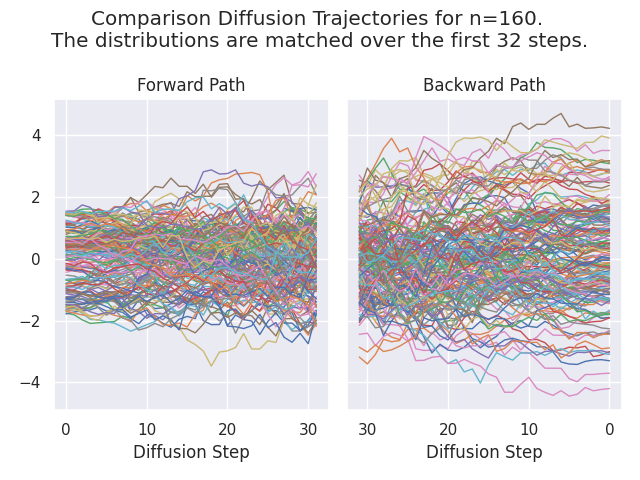 Comparison Diffusion Trajectories for n=160.
The distributions are matched over the first 32 steps.
Forward Path
Backward Path
4
2
0
−2
−4
0 10 20 30
30 20 10 0
Diffusion Step
Diffusion Step